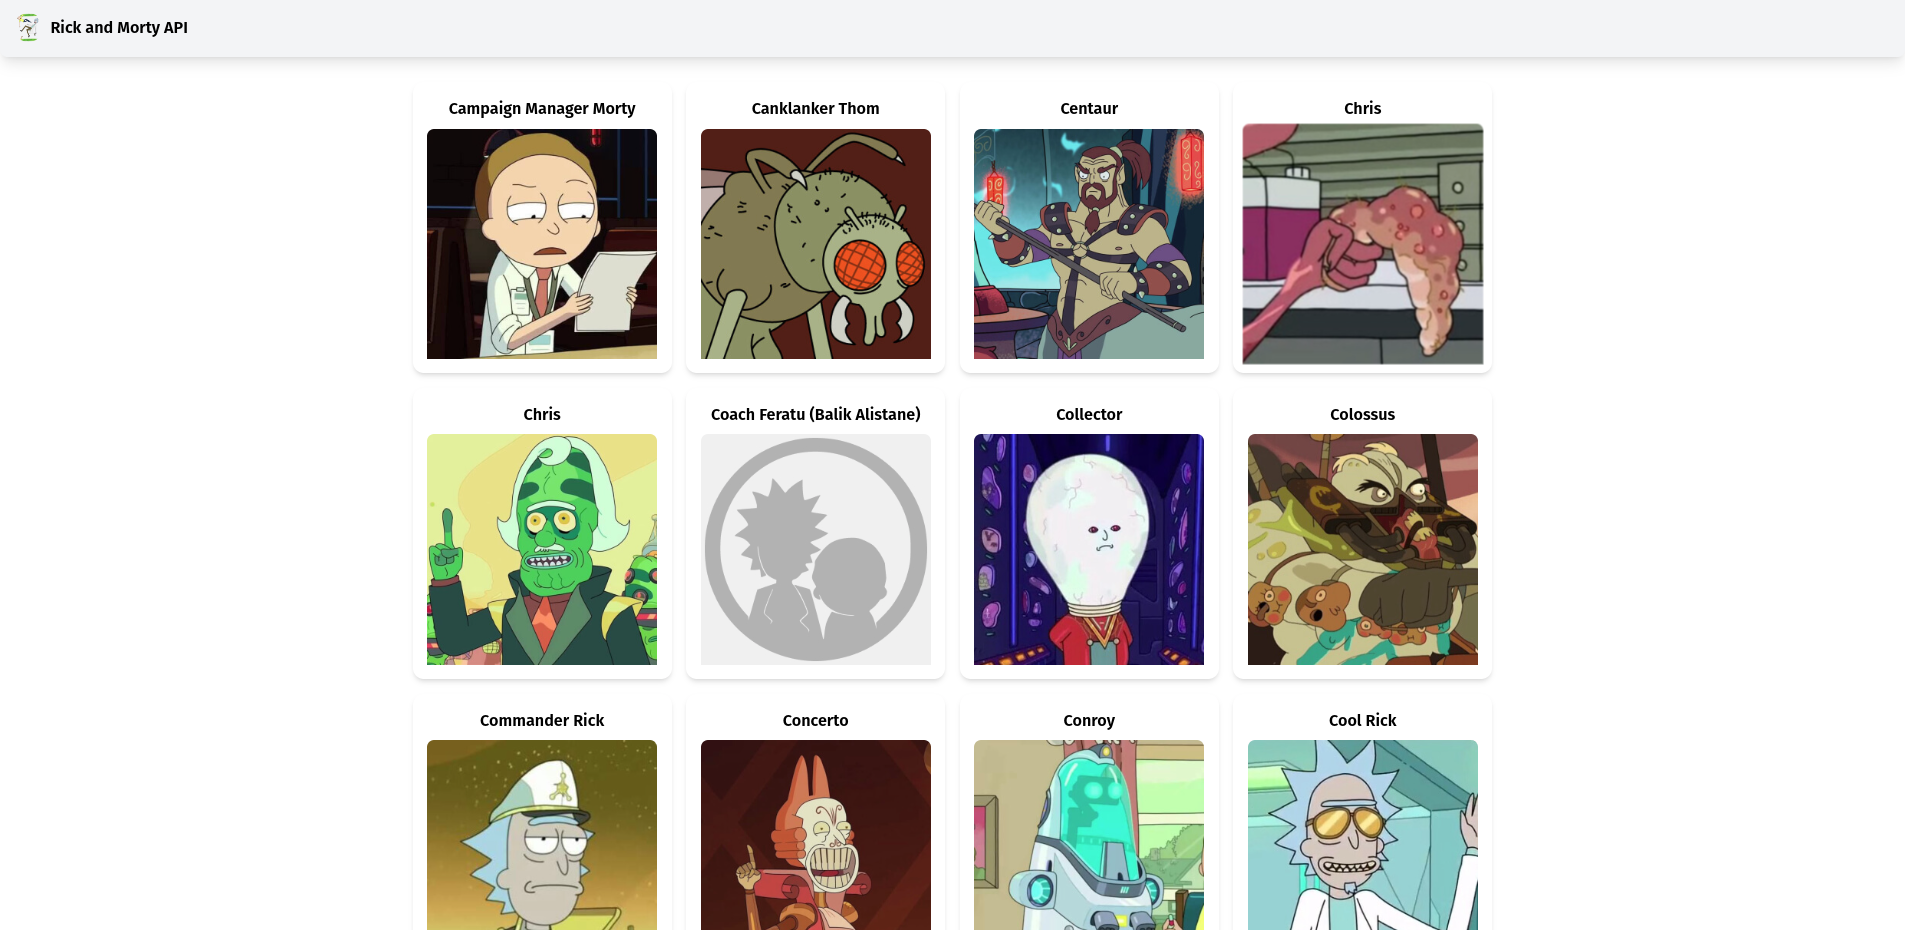 Rick and Morty API
Campaign Manager Morty
Canklanker Thom
Centaur
Chris
Chris
Coach Feratu (Balik Alistane)
Collector
Colossus
Commander Rick
Concerto
Conroy
Cool Rick